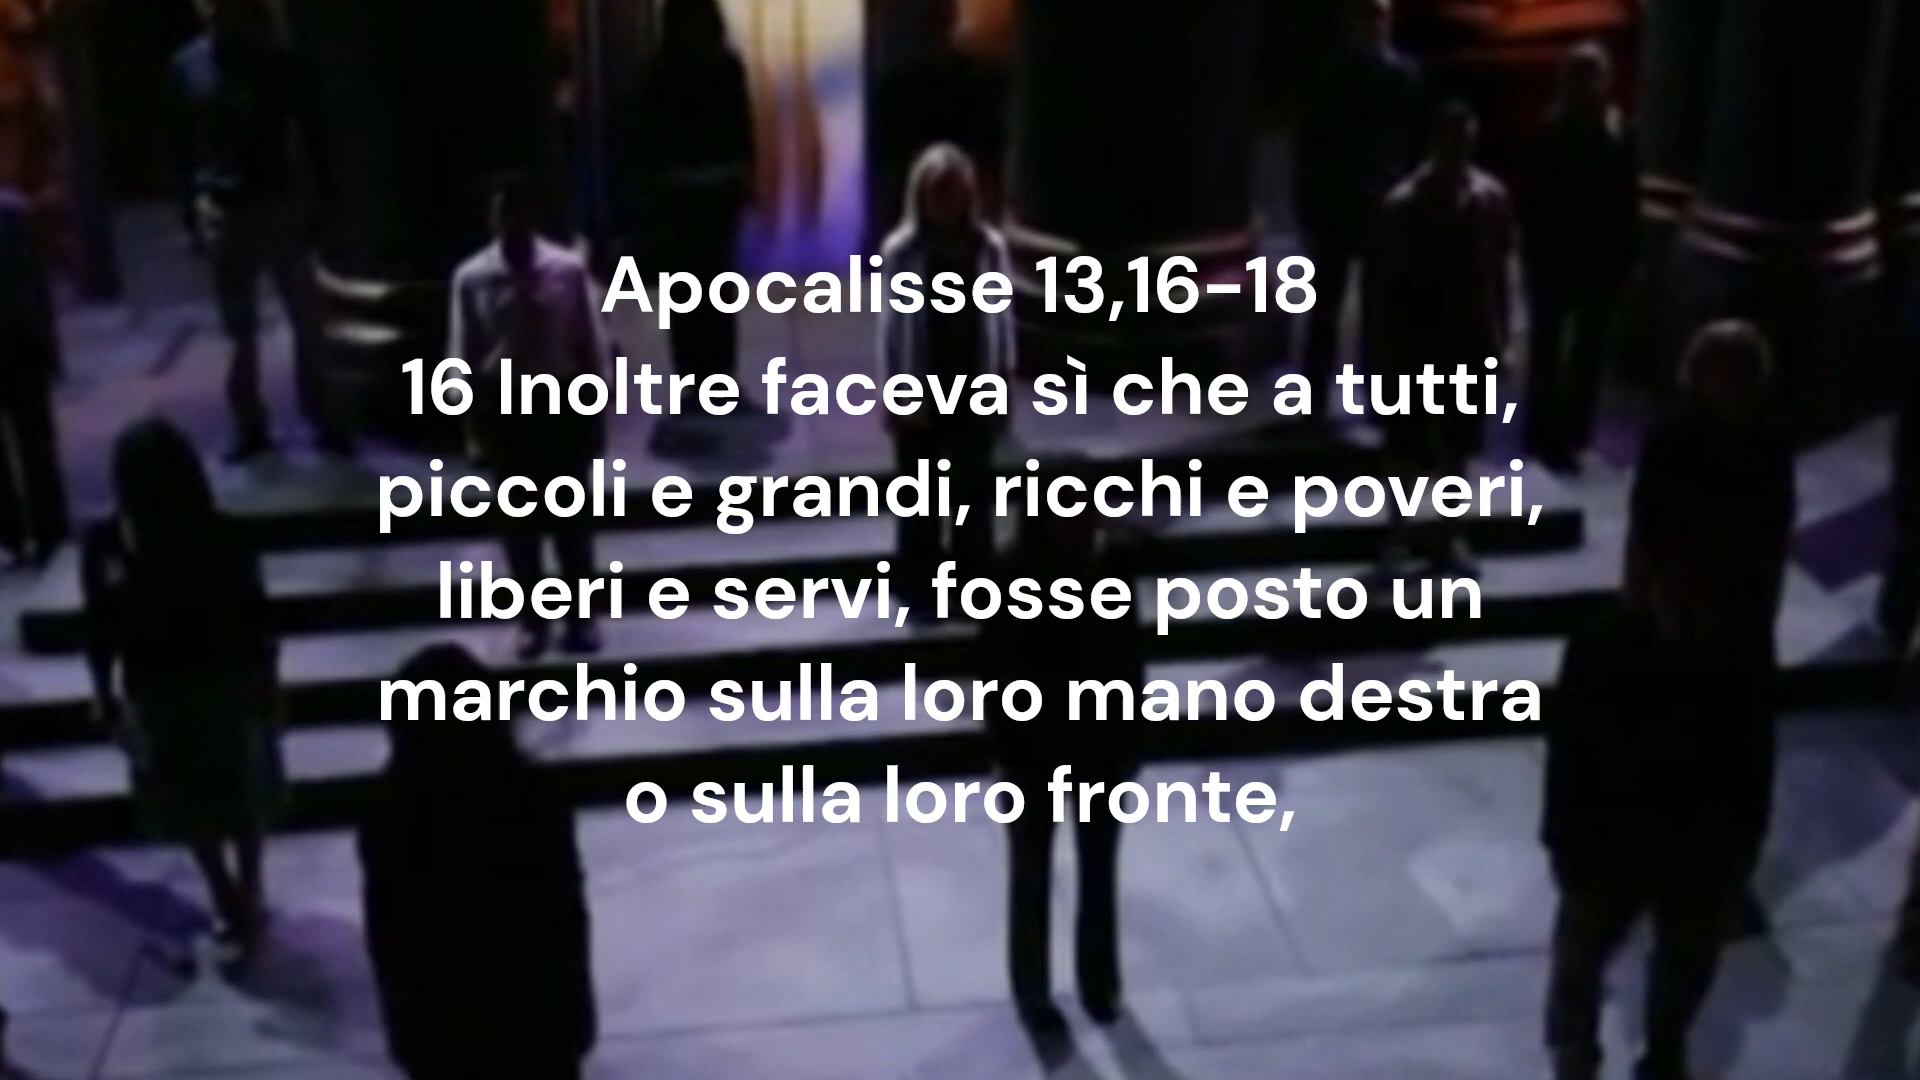 Apocalisse 13,16-18
16 Inoltre faceva sì che a tutti,
piccoli e grandi, ricchi e poveri,
liberi e servi, fosse posto un
marchio sulla loro mano destra
o sulla loro fronte,